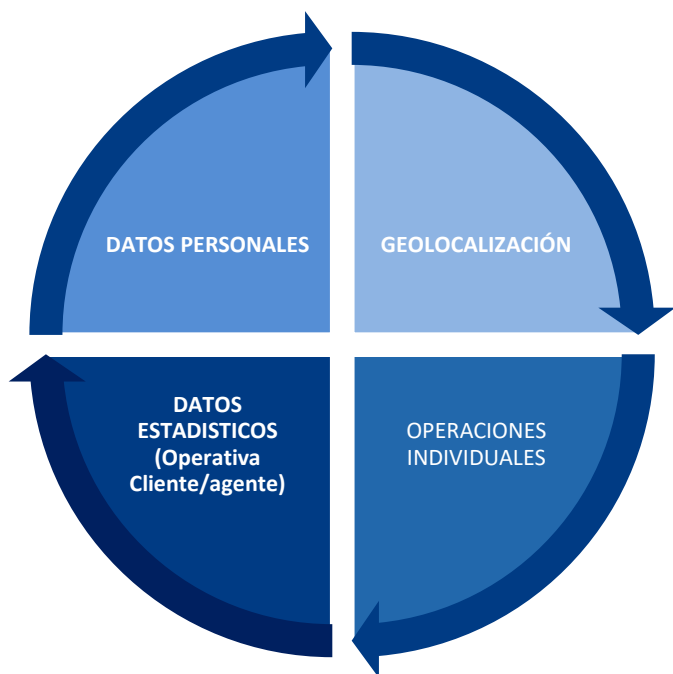 DATOS PERSONALES
GEOLOCALIZACIÓN
DATOS
ESTADISTICOS
(Operativa
Cliente/agente)
OPERACIONES
INDIVIDUALES